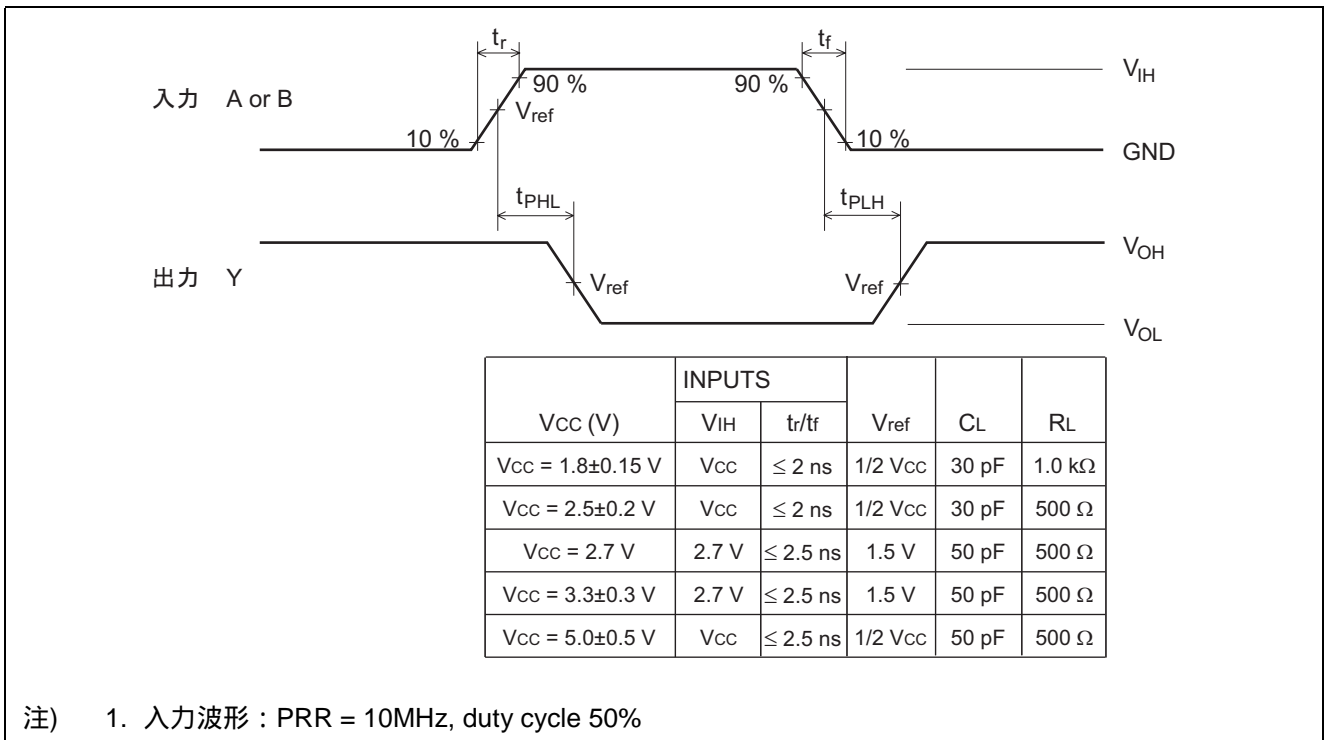 tr tf
入力 A or B 10 % 90 % Vref 90 % 10 % VIH
GND
tPHL tPLH
出力 Y Vref Vref VOH
VOL
INPUTS
VCC (V) VIH tr/tf Vref CL RL
VCC = 1.8±0.15 V VCC ≤ 2 ns 1/2 VCC 30 pF 1.0 kΩ
VCC = 2.5±0.2 V VCC ≤ 2 ns 1/2 VCC 30 pF 500 Ω
VCC = 2.7 V 2.7 V ≤ 2.5 ns 1.5 V 50 pF 500 Ω
VCC = 3.3±0.3 V 2.7 V ≤ 2.5 ns 1.5 V 50 pF 500 Ω
VCC = 5.0±0.5 V VCC ≤ 2.5 ns 1/2 VCC 50 pF 500 Ω
注) 1. 入力波形：PRR = 10MHz, duty cycle 50%